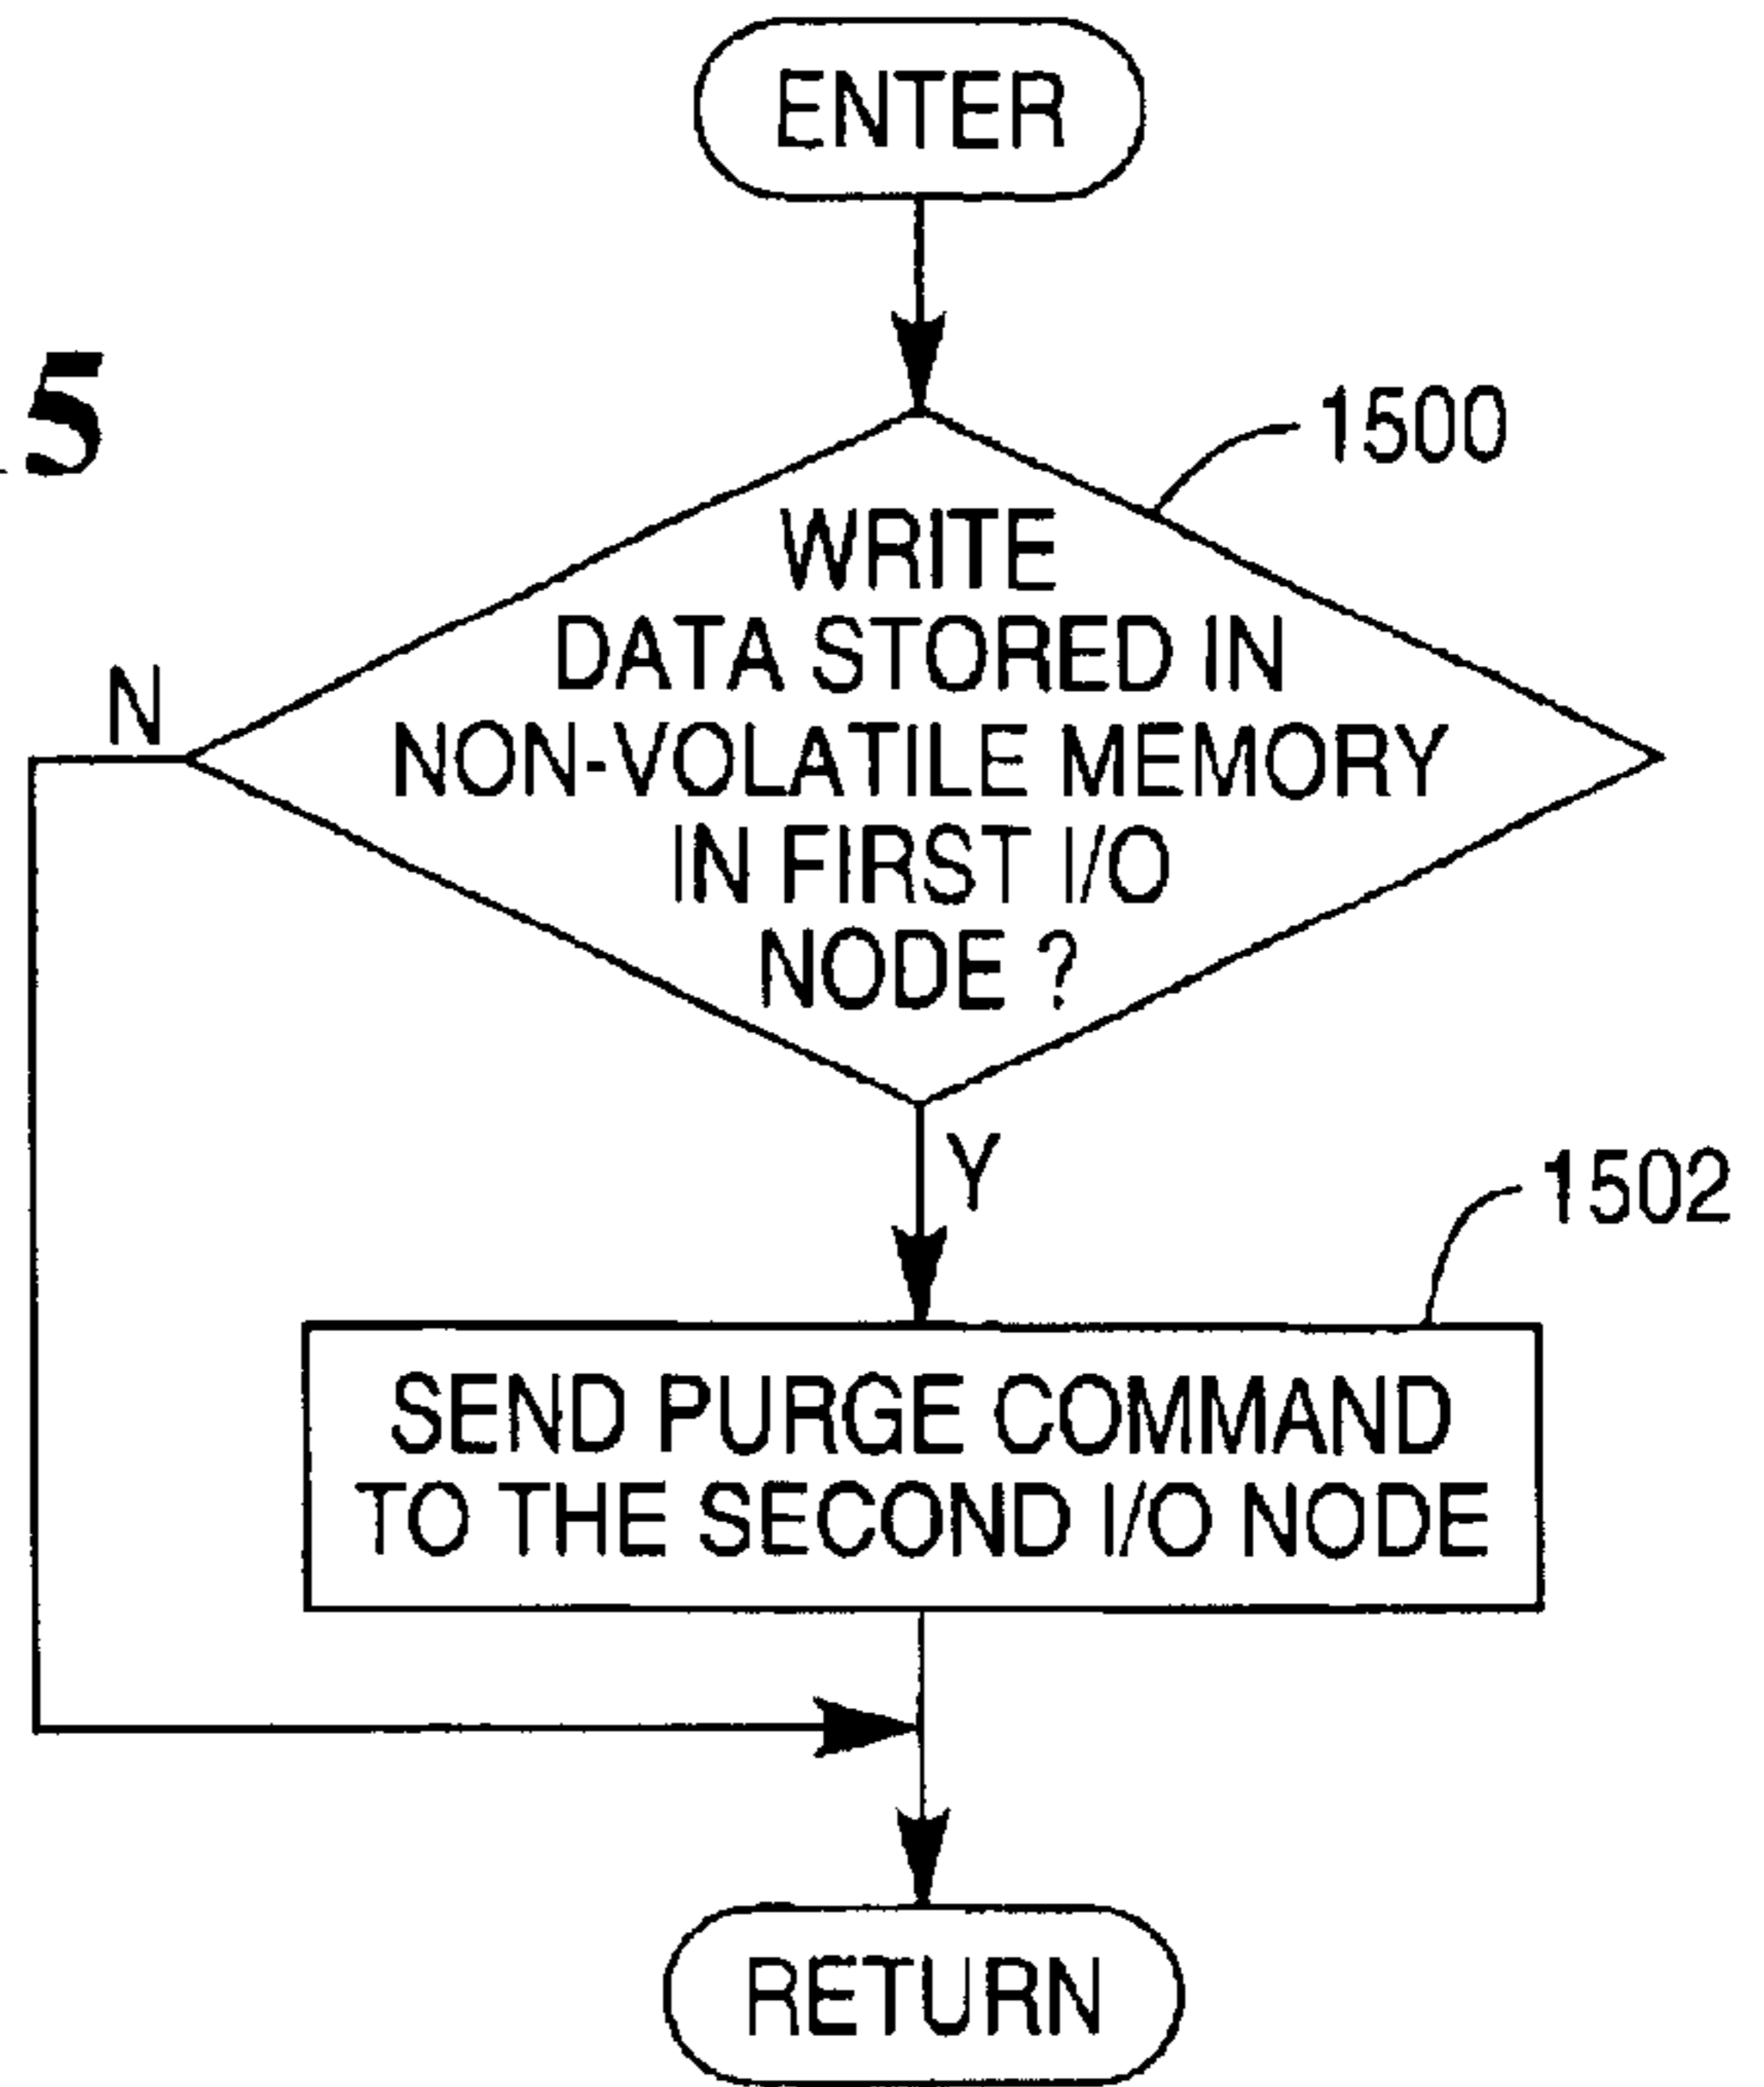 ENTER
5
1500
WRITE
DATA STORED IN
NON-VOLATILE MEMORY
IN FIRST I/O
NODE ?
N
Y
1502
SEND PURGE COMMAND
TO THE SECOND I/O NODE
RETURN